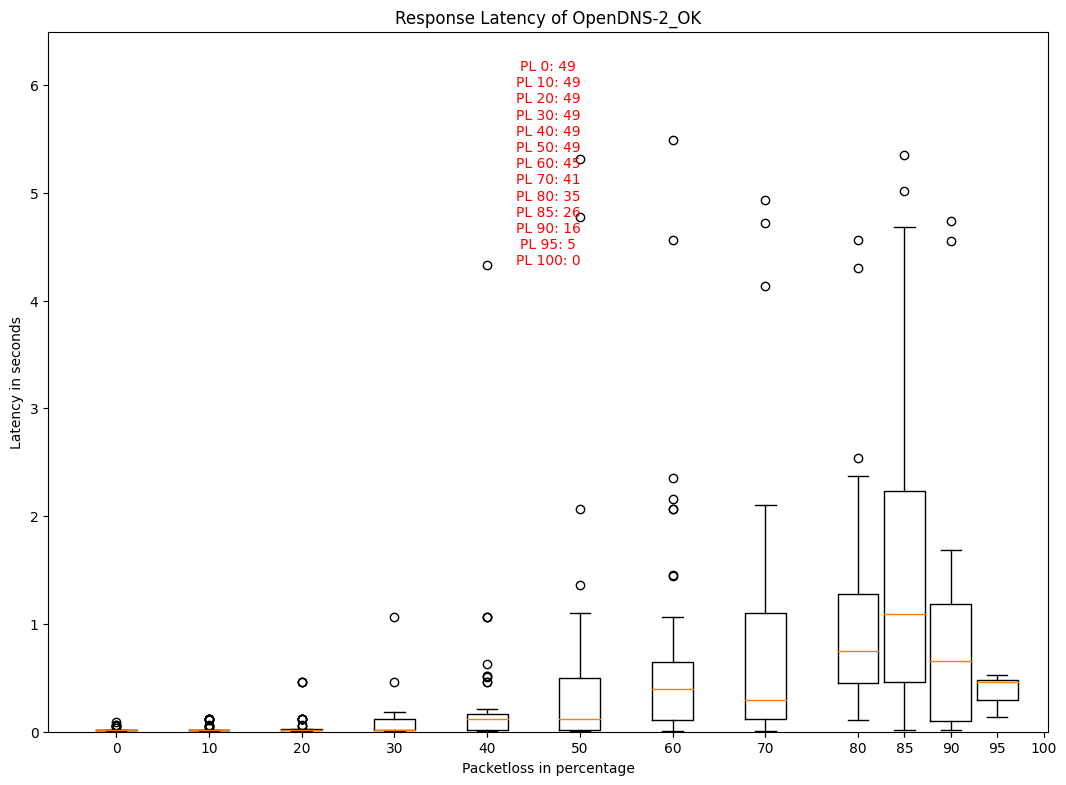 Response Latency of OpenDNS-2_OK
PL 0: 49
PL 10: 49
PL 20: 49
PL 30: 49
PL 40: 49
PL 50: 49
PL 60: 45
PL 70: 41
PL 80: 35
PL 85: 26
PL 90: 16
PL 95: 5
PL 100: 0
6
5
4
3
2
1
0
Latency in seconds
0 10 20 30 40 50 60 70 80 85 90 95 100
Packetloss in percentage